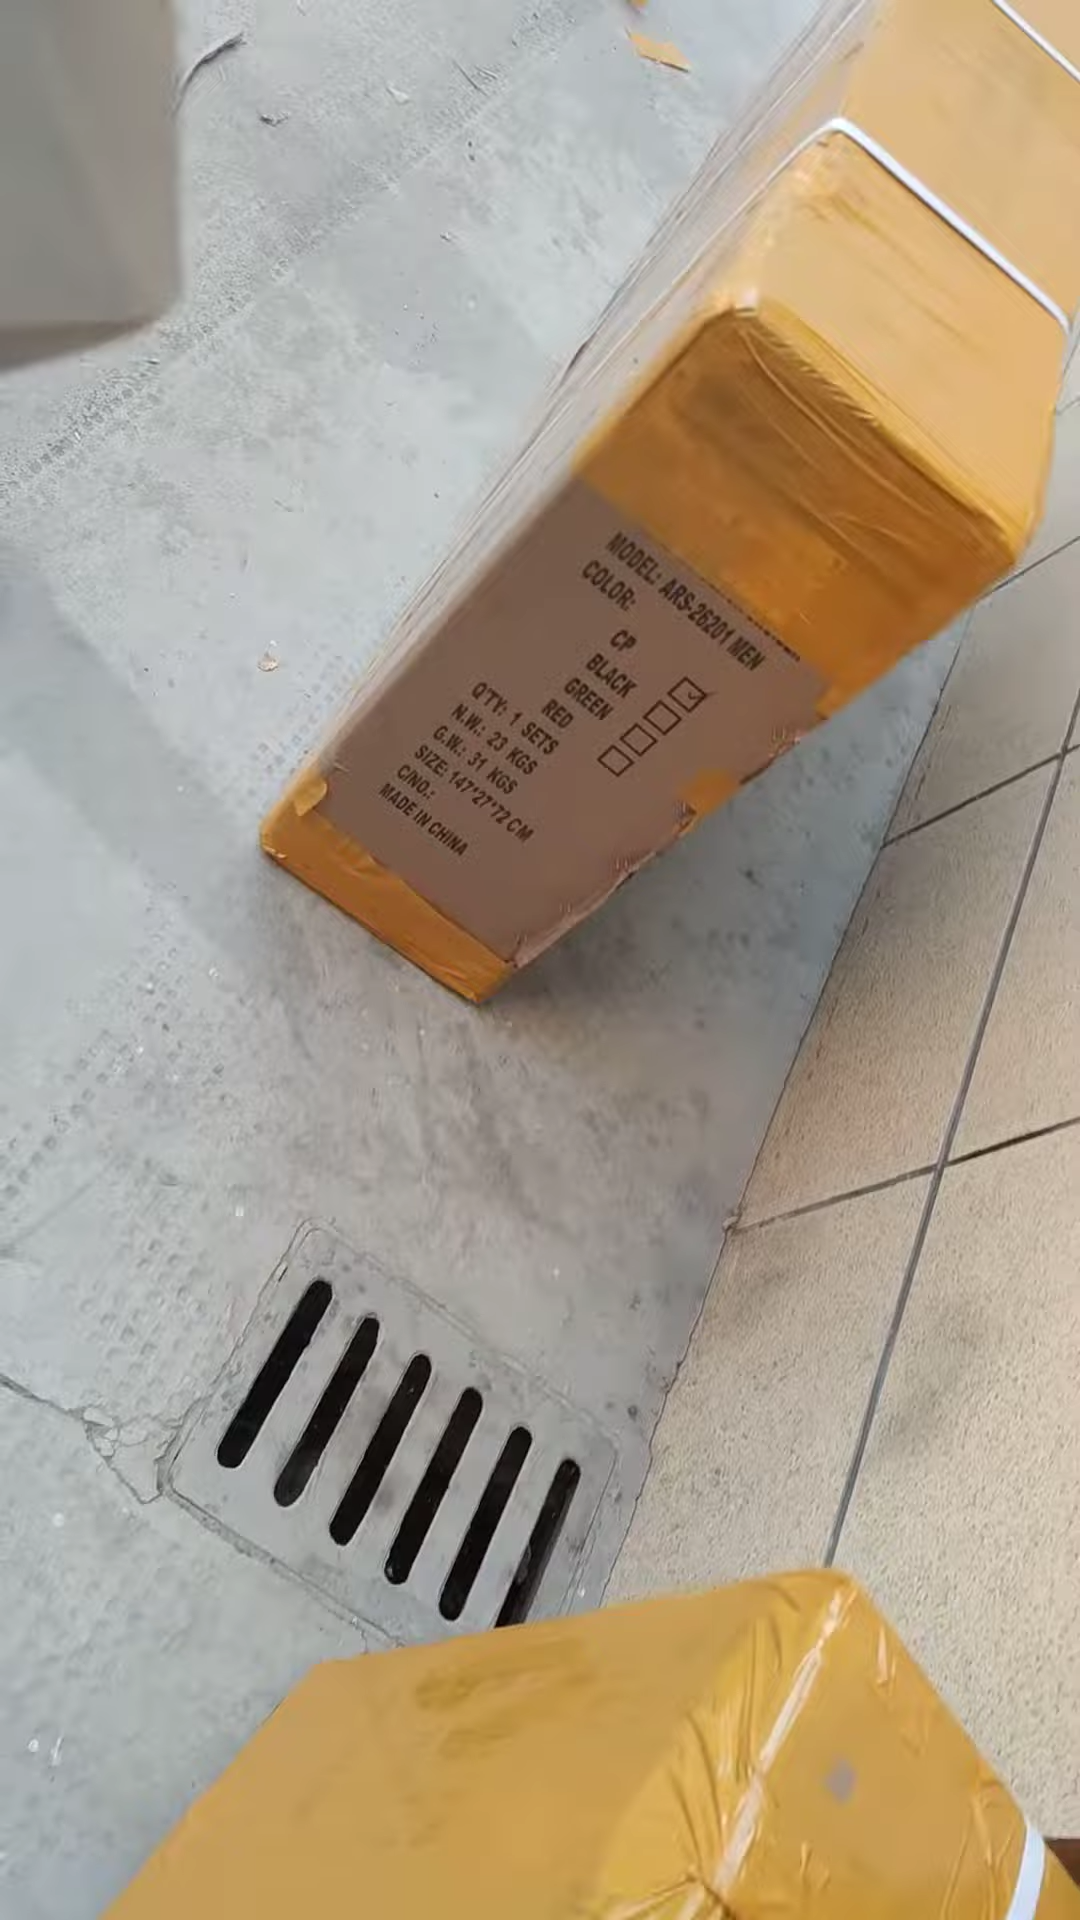 MODEL: ARS-26201 MEN
COLOR:
CP
BLACK
GREEN
RED
Q'TY: 1 SETS
N.W.: 23 KGS
G.W.: 31 KGS
SIZE: 147*27*72 CM
C/NO.:
MADE IN CHINA